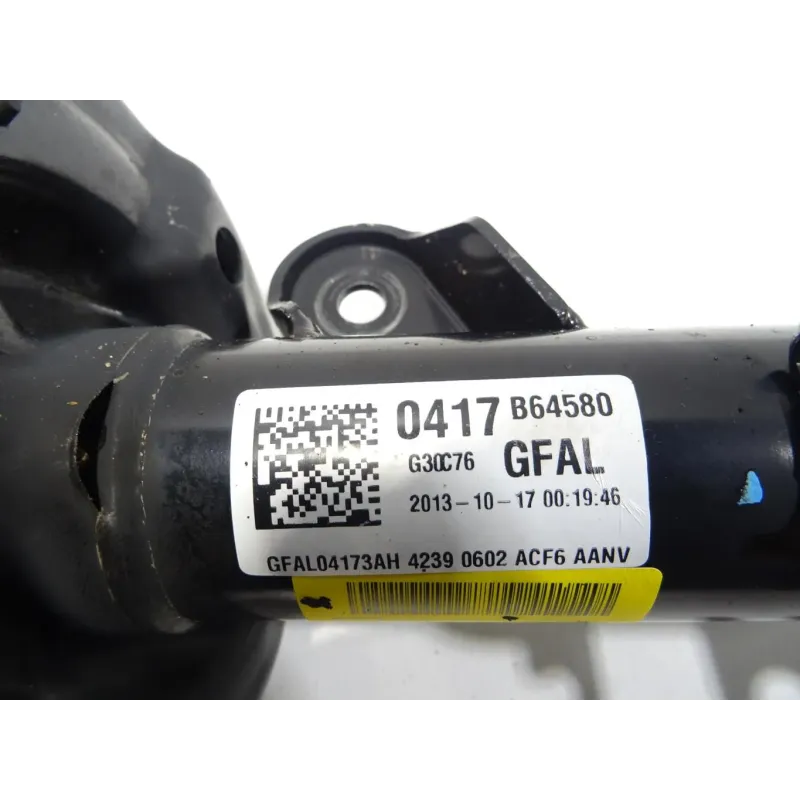 0417 B64580
G30C76 GFAL
2013-10-17 00:19:46
GFAL04173AH 4239 0602 ACF6 AANV